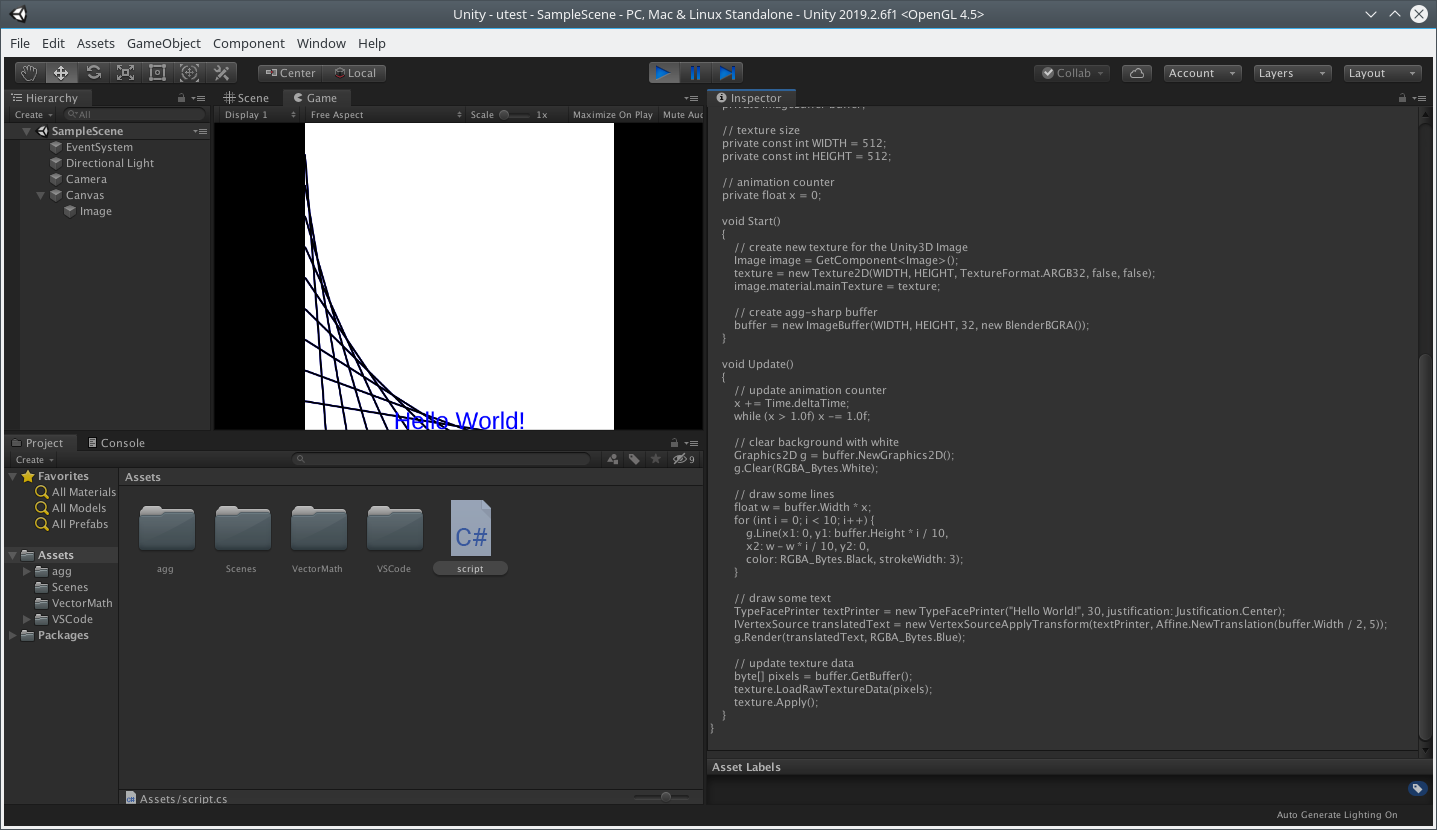 Unity - utest - SampleScene - PC, Mac & Linux Standalone - Unity 2019.2.6f1 <OpenGL 4.5>
File Edit Assets GameObject Component Window Help
Center Local Collab Account Layers Layout
Hierarchy
Create All
SampleScene
EventSystem
Directional Light
Camera
Canvas
Image
Scene Game
Display 1 Free Aspect Scale 1x Maximize On Play Mute Auc
Hello World!
Project Console
Create 9
Favorites
All Materials
All Models
All Prefabs
Assets
agg
Scenes
VectorMath
VSCode
Packages
Assets
C#
agg Scenes VectorMath VSCode script
C# Assets/script.cs
Inspector
private ImageBuffer buffer;
// texture size
private const int WIDTH = 512;
private const int HEIGHT = 512;
// animation counter
private float x = 0;
void Start()
{
// create new texture for the Unity3D Image
Image image = GetComponent<Image>();
texture = new Texture2D(WIDTH, HEIGHT, TextureFormat.ARGB32, false, false);
image.material.mainTexture = texture;
// create agg-sharp buffer
buffer = new ImageBuffer(WIDTH, HEIGHT, 32, new BlenderBGRA());
}
void Update()
{
// update animation counter
x += Time.deltaTime;
while (x > 1.0f) x -= 1.0f;
// clear background with white
Graphics2D g = buffer.NewGraphics2D();
g.Clear(RGBA_Bytes.White);
// draw some lines
float w = buffer.Width * x;
for (int i = 0; i < 10; i++) {
g.Line(x1: 0, y1: buffer.Height * i / 10,
x2: w - w * i / 10, y2: 0,
color: RGBA_Bytes.Black, strokeWidth: 3);
}
// draw some text
TypeFacePrinter textPrinter = new TypeFacePrinter("Hello World!", 30, justification: Justification.Center);
IVertexSource translatedText = new VertexSourceApplyTransform(textPrinter, Affine.NewTranslation(buffer.Width / 2, 5));
g.Render(translatedText, RGBA_Bytes.Blue);
// update texture data
byte[] pixels = buffer.GetBuffer();
texture.LoadRawTextureData(pixels);
texture.Apply();
}
}
Asset Labels
Auto Generate Lighting On